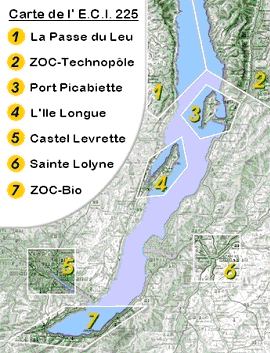 Carte de l' E.C.I. 225
1 La Passe du Leu
2 ZOC-Technopôle
3 Port Picabiette
4 L'Ile Longue
5 Castel Levrette
6 Sainte Lolyne
7 ZOC-Bio
1
2
3
4
5
6
7